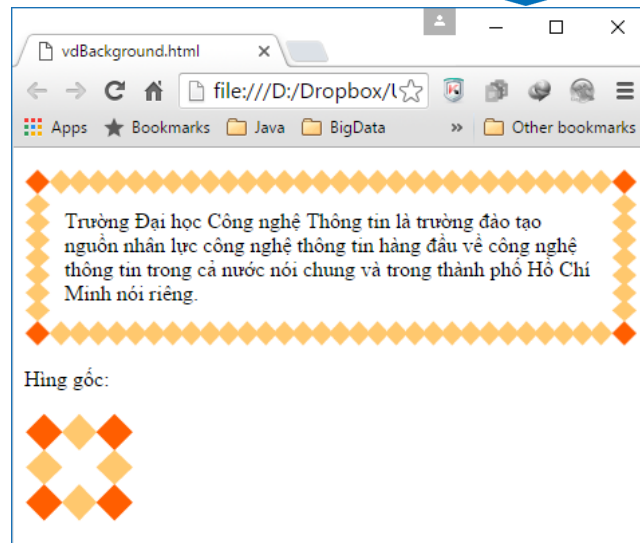 vdBackground.html
file:///D:/Dropbox/U
Apps Bookmarks Java BigData » Other bookmarks
Trường Đại học Công nghệ Thông tin là trường đào tạo
nguồn nhân lực công nghệ thông tin hàng đầu về công nghệ
thông tin trong cả nước nói chung và trong thành phố Hồ Chí
Minh nói riêng.
Hìng gốc: